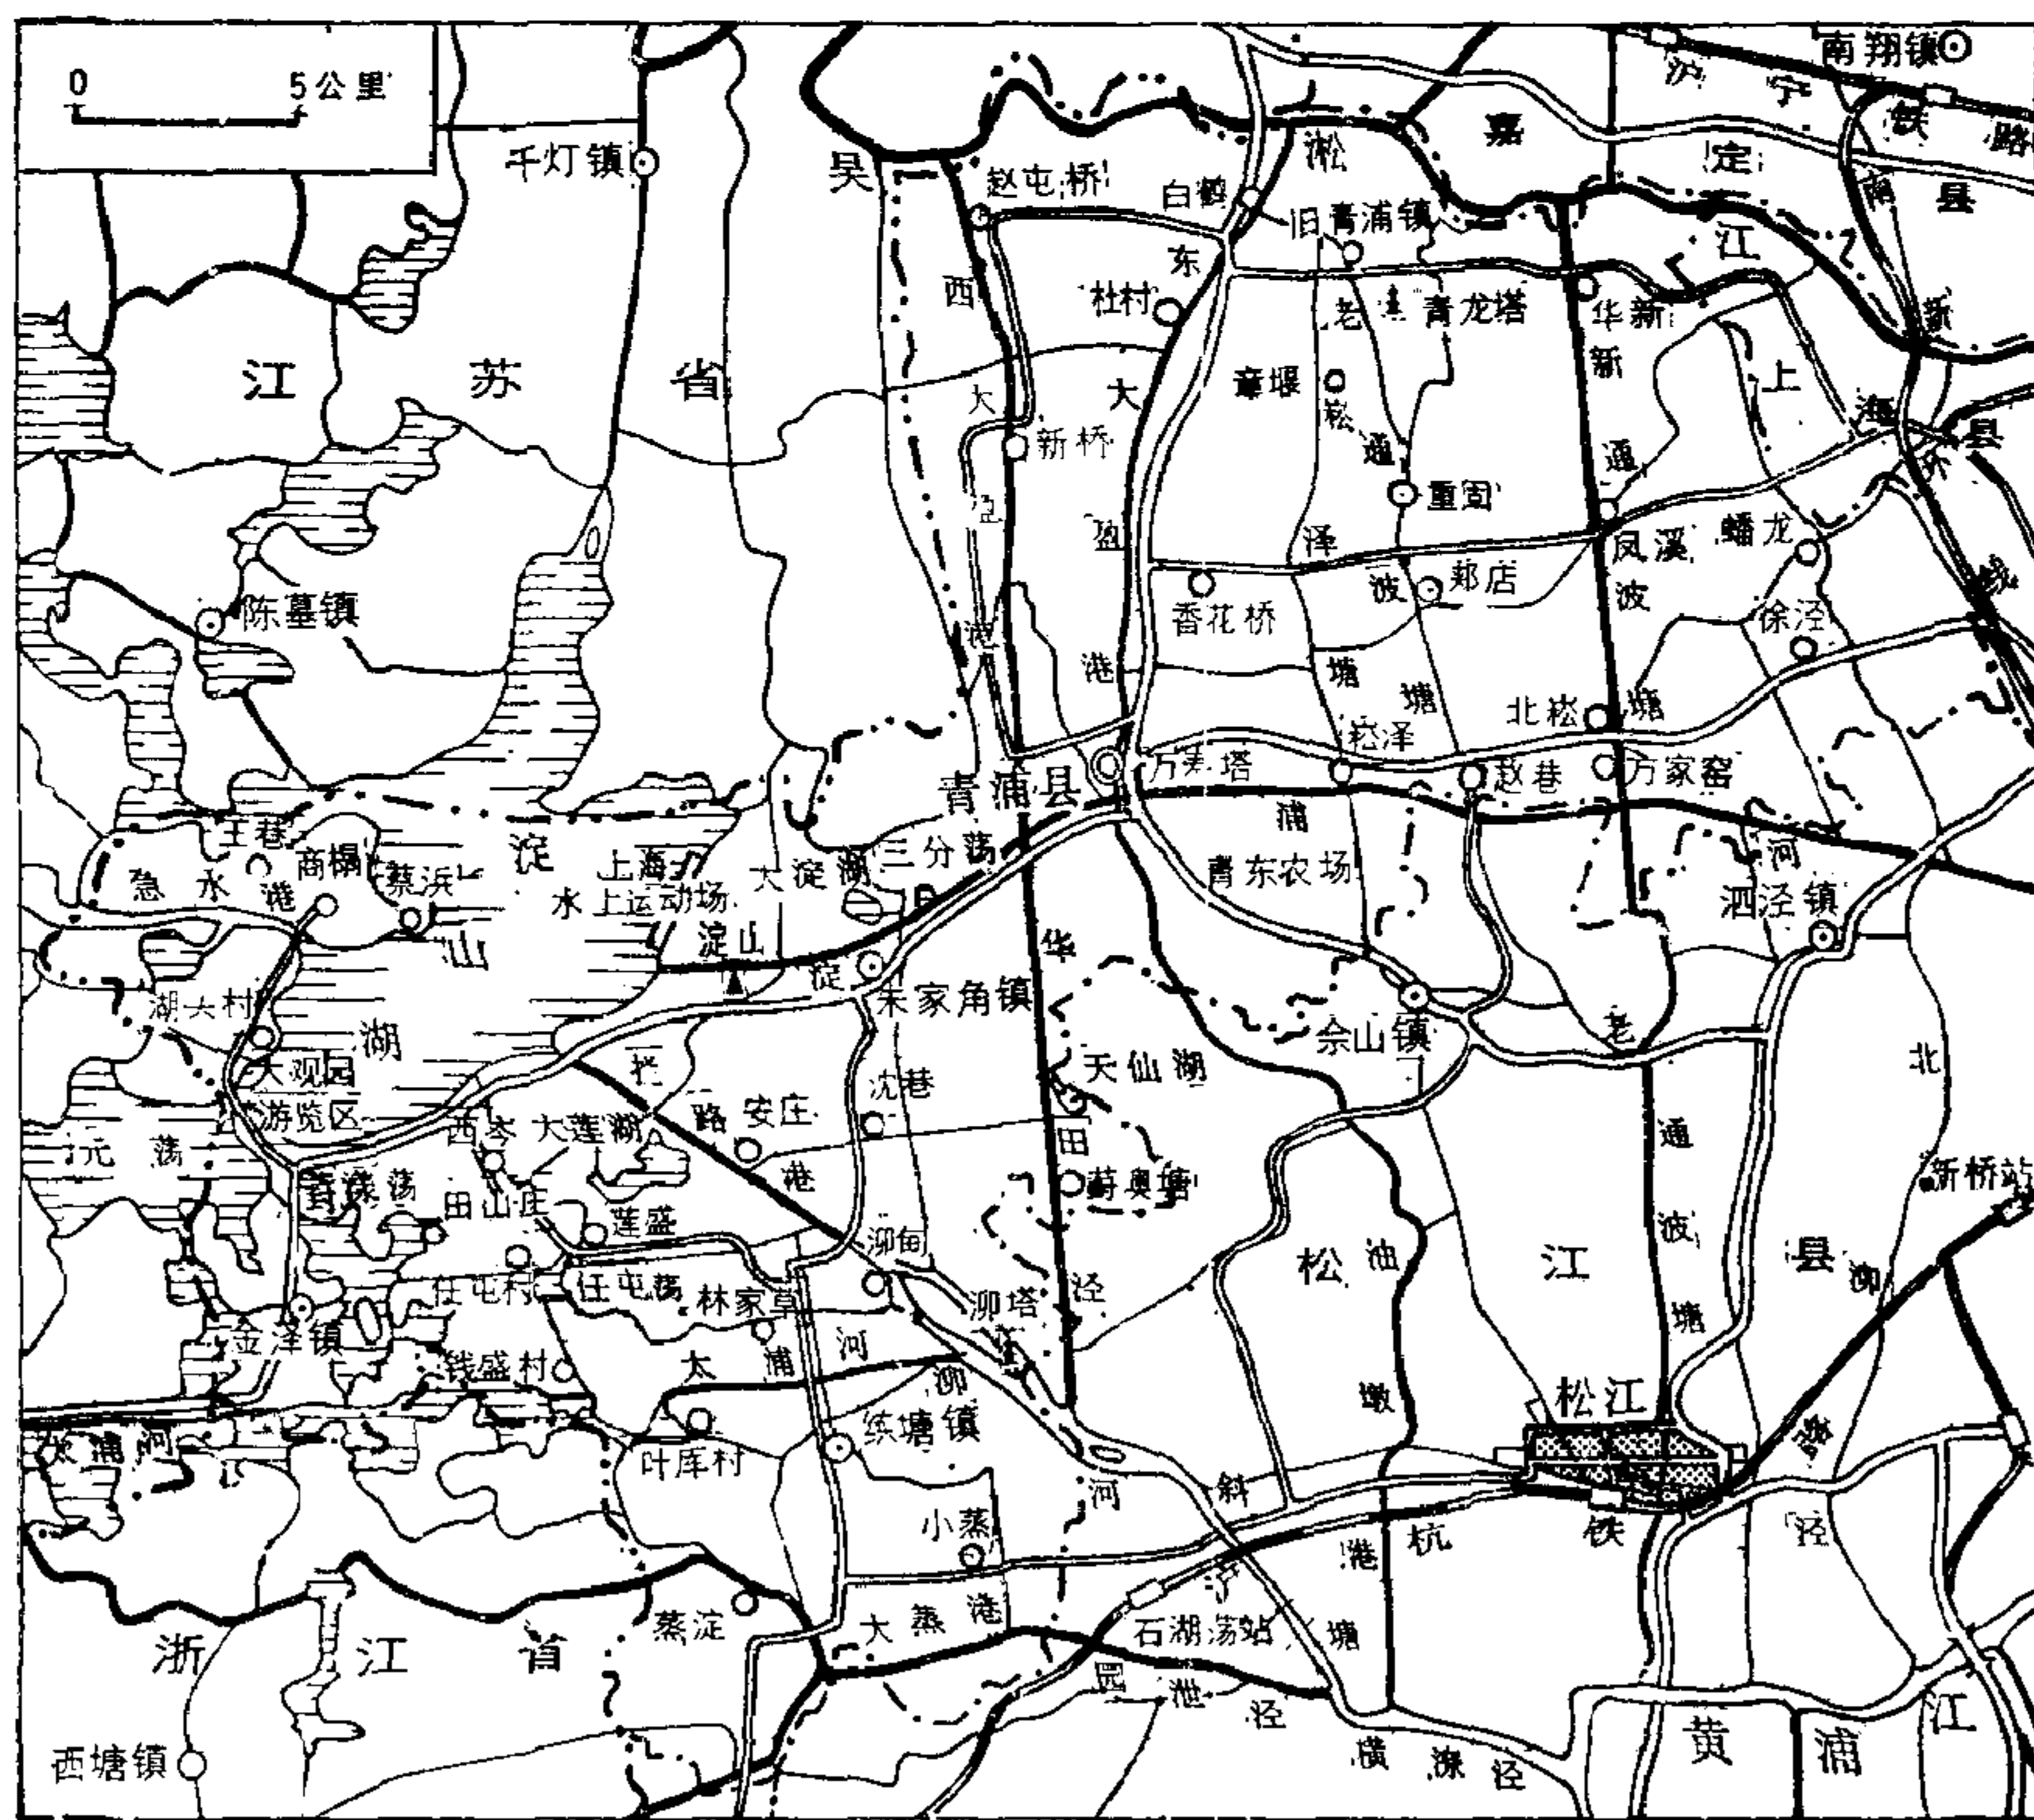 0 5公里
南翔镇
沪宁铁路
千灯镇
吴淞江
嘉定县
赵屯桥
白鹤
旧青浦镇
西大盈港
东大盈港
杜村
老
青龙塔
华新
江苏省
章堰
崧泽塘
通波塘
新通波塘
上海县
新桥
重固
凤溪
蟠龙
陈墓镇
香花桥
郏店
徐泾
北崧
崧泽
青浦县
万寿塔
赵巷
方家窑
王巷
商榻
蔡浜
急水港
淀山湖
上海
水上运动场
大淀湖
三分荡
淀浦河
青东农场
泗泾镇
淀山
朱家角镇
湖大村
佘山镇
老通波塘
大观园
游览区
拦路港
天仙湖
北泖泾
沈巷
安庄
西岑
大莲湖
元荡
华田泾
新桥站
田山庄
莲盛
泖甸
松江县
油墩港
任屯村
任屯荡
林家草
泖塔
金泽镇
钱盛村
太浦河
泖河
松江
练塘镇
叶厍村
太浦河
小蒸
斜塘
沪杭铁路
蒸淀
大蒸港
石湖荡站
浙江省
园泄泾
西塘镇
横潦泾
黄浦江